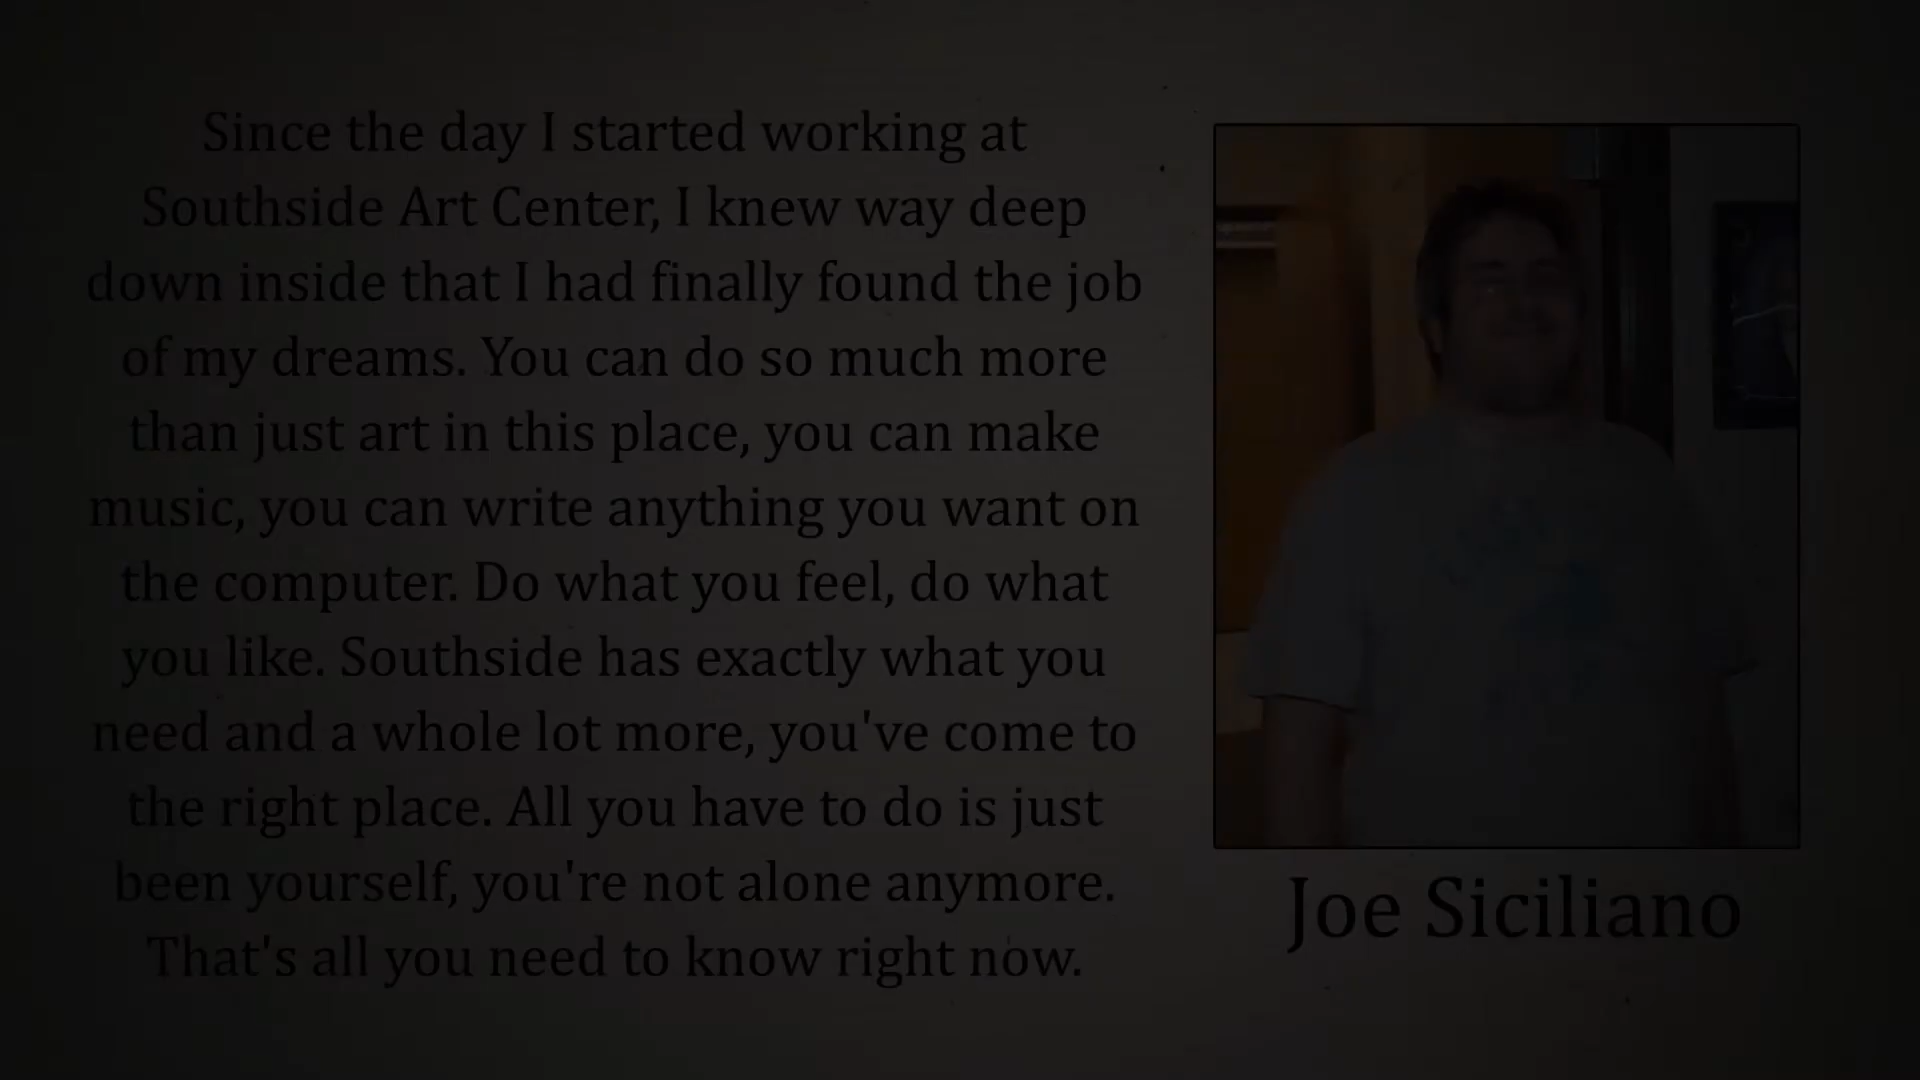 Since the day I started working at
Southside Art Center, I knew way deep
down inside that I had finally found the job
of my dreams. You can do so much more
than just art in this place, you can make
music, you can write anything you want on
the computer. Do what you feel, do what
you like. Southside has exactly what you
need and a whole lot more, you've come to
the right place. All you have to do is just
been yourself, you're not alone anymore.
That's all you need to know right now.
Joe Siciliano